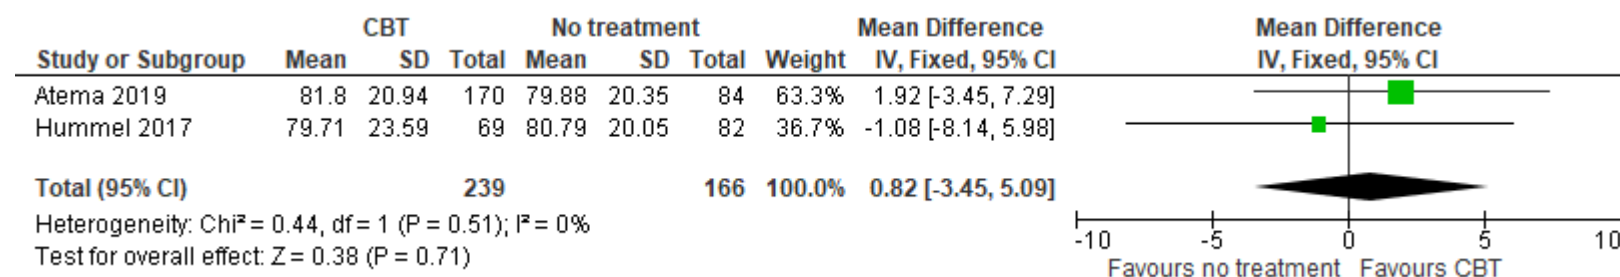 CBT No treatment Mean Difference Mean Difference
Study or Subgroup Mean SD Total Mean SD Total Weight IV, Fixed, 95% CI IV, Fixed, 95% CI
Atema 2019 81.8 20.94 170 79.88 20.35 84 63.3% 1.92 [-3.45, 7.29]
Hummel 2017 79.71 23.59 69 80.79 20.05 82 36.7% -1.08 [-8.14, 5.98]
Total (95% CI) 239 166 100.0% 0.82 [-3.45, 5.09]
Heterogeneity: Chi² = 0.44, df = 1 (P = 0.51); I² = 0%
Test for overall effect: Z = 0.38 (P = 0.71)
-10 -5 0 5 10
Favours no treatment Favours CBT